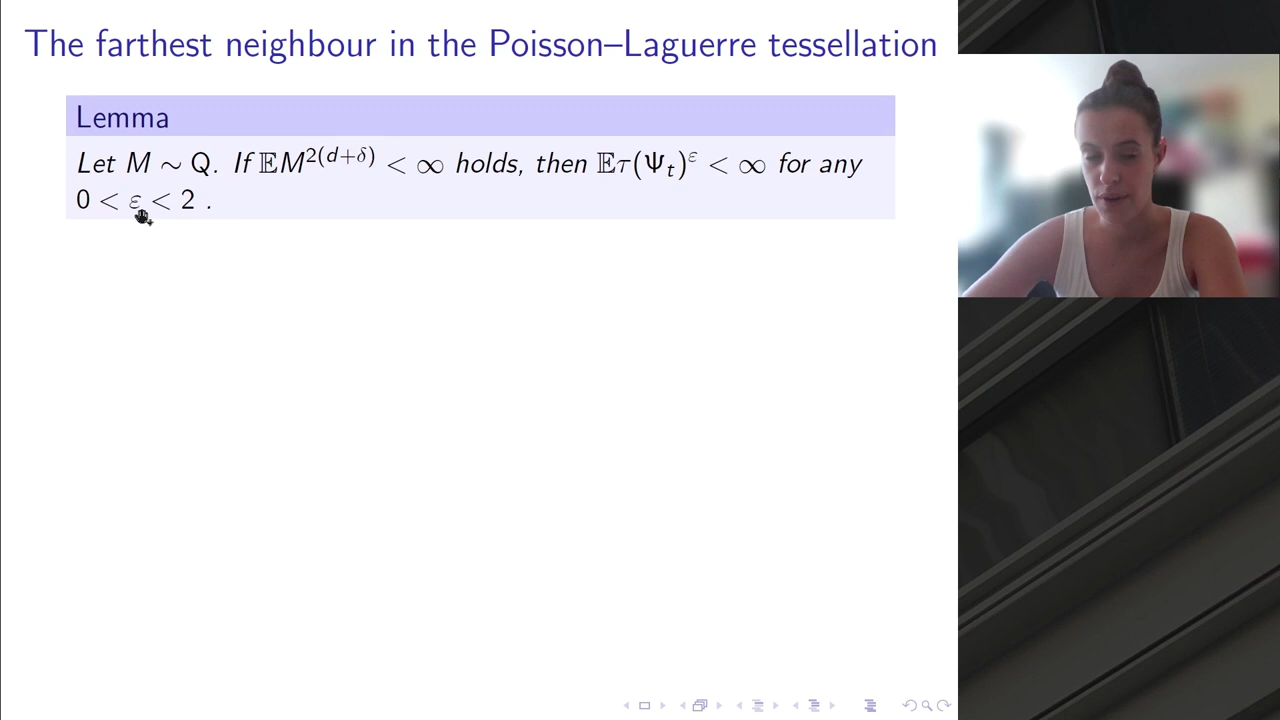 The farthest neighbour in the Poisson–Laguerre tessellation
Lemma
Let M ∼ Q. If 𝔼M^{2(d+δ)} < ∞ holds, then 𝔼τ(Ψ_t)^ε < ∞ for any
0 < ε < 2 .